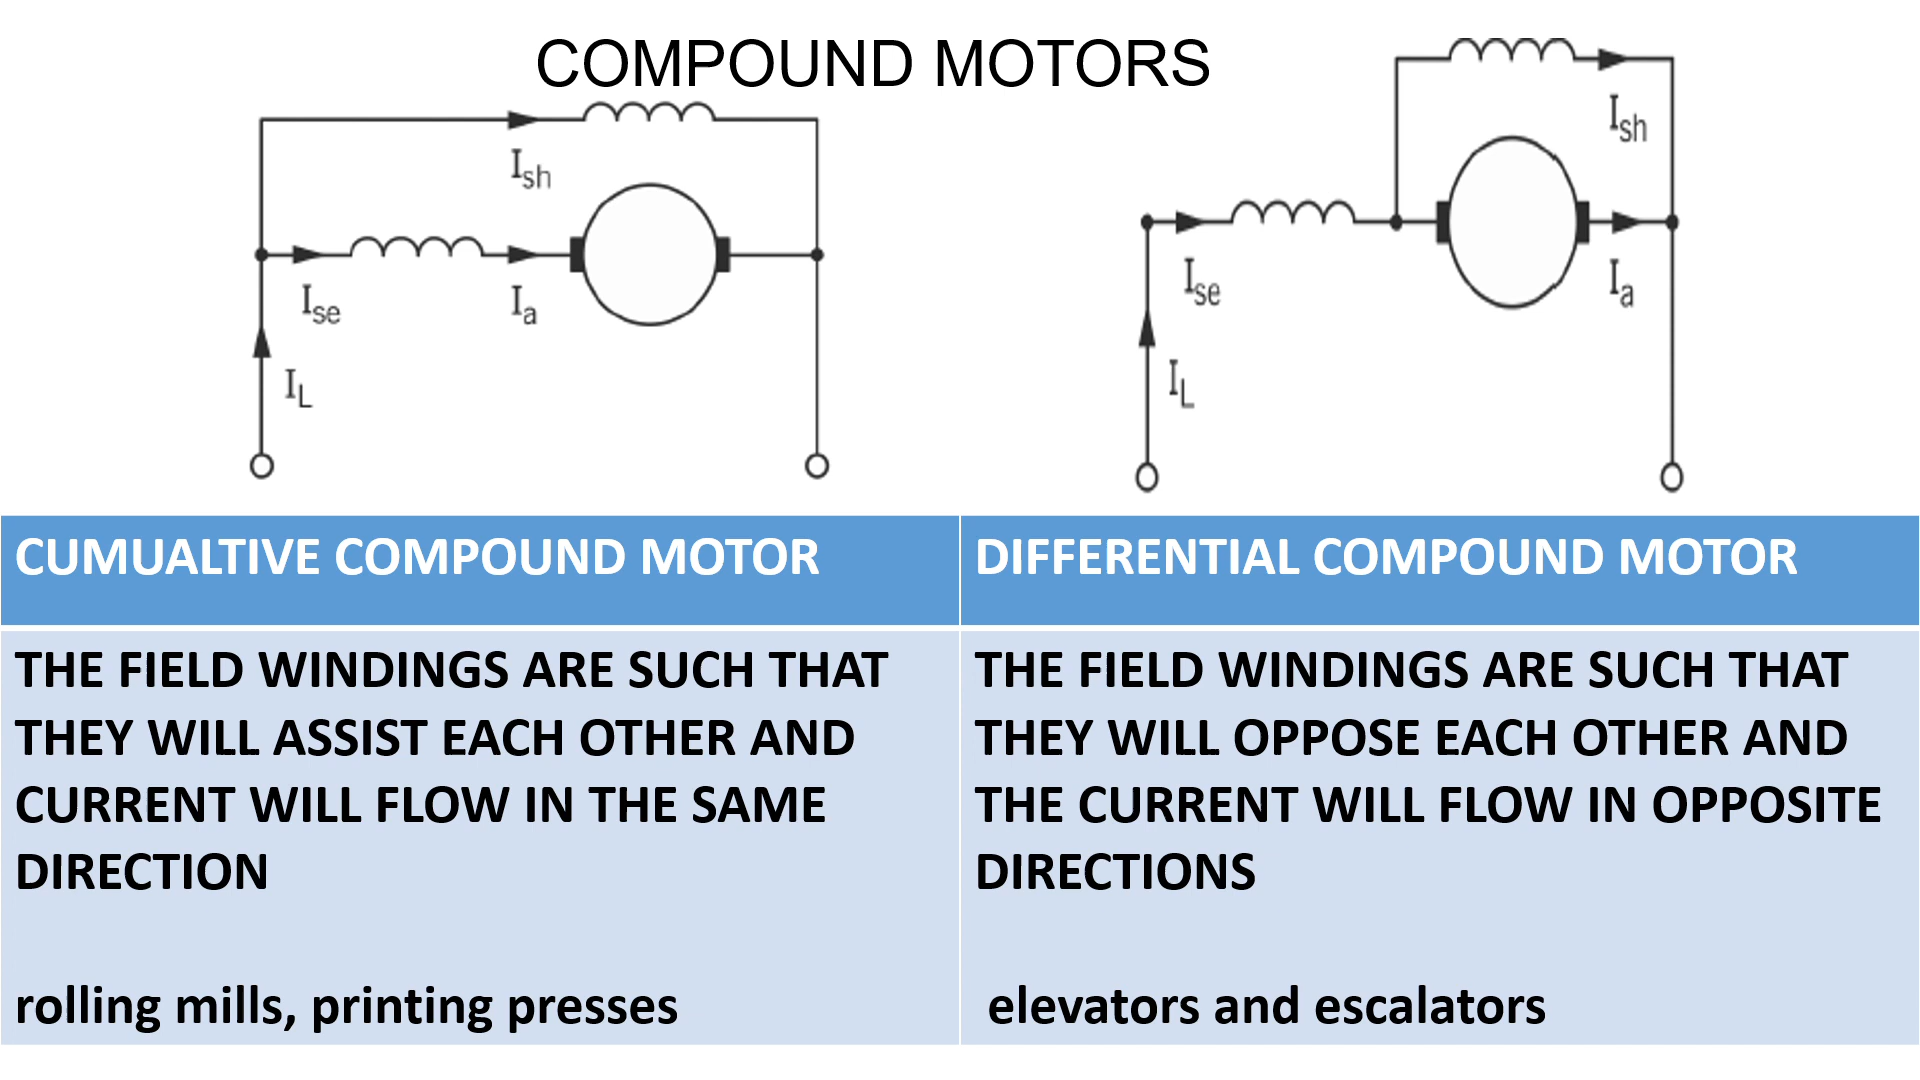 COMPOUND MOTORS
Ish
Ise
Ia
IL
Ish
Ise
Ia
IL
CUMUALTIVE COMPOUND MOTOR
THE FIELD WINDINGS ARE SUCH THAT
THEY WILL ASSIST EACH OTHER AND
CURRENT WILL FLOW IN THE SAME
DIRECTION
rolling mills, printing presses
DIFFERENTIAL COMPOUND MOTOR
THE FIELD WINDINGS ARE SUCH THAT
THEY WILL OPPOSE EACH OTHER AND
THE CURRENT WILL FLOW IN OPPOSITE
DIRECTIONS
elevators and escalators